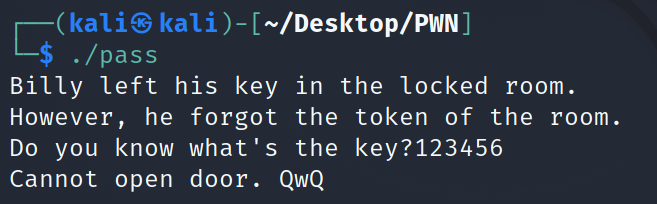 ┌──(kali㉿kali)-[~/Desktop/PWN]
└─$ ./pass
Billy left his key in the locked room.
However, he forgot the token of the room.
Do you know what's the key?123456
Cannot open door. QwQ